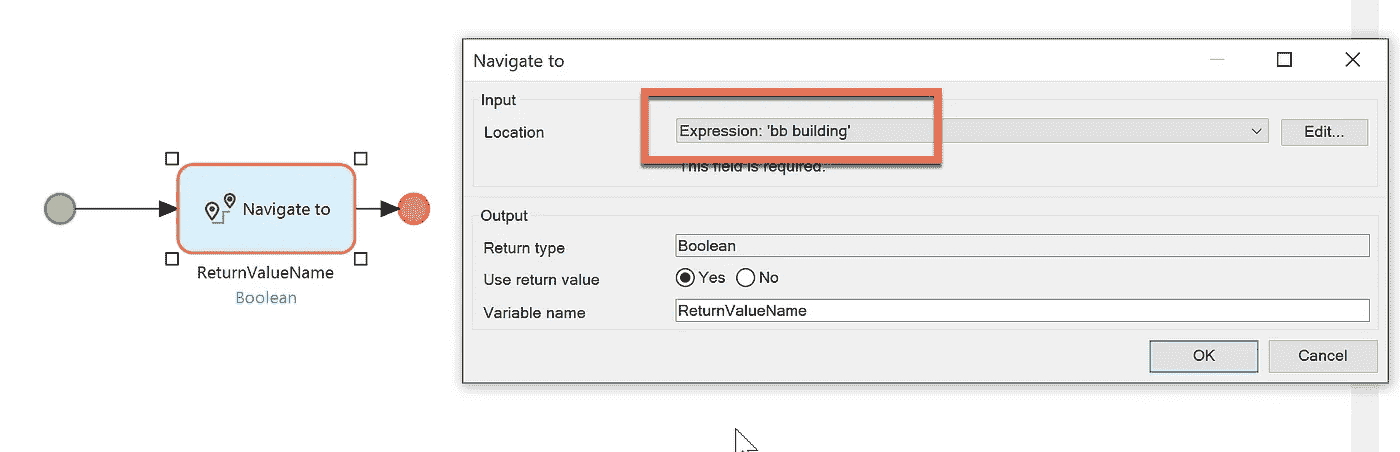 Navigate to
ReturnValueName
Boolean
Navigate to
Input
Location Expression: 'bb building' Edit...
This field is required.
Output
Return type Boolean
Use return value Yes No
Variable name ReturnValueName
OK Cancel